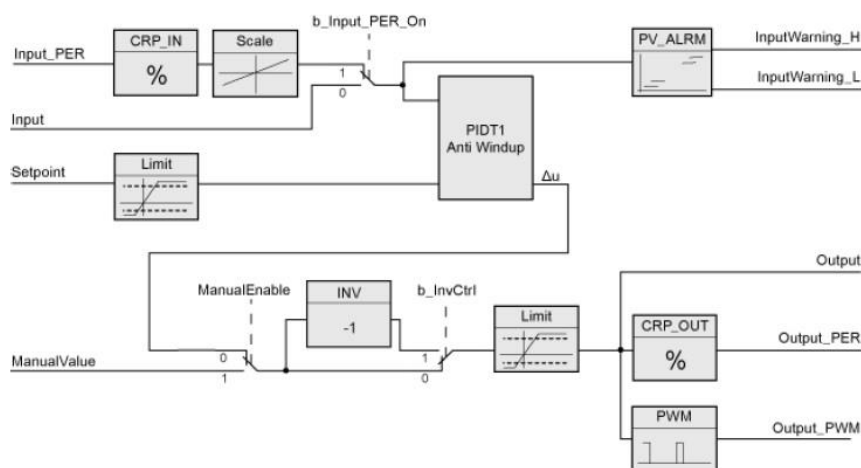 b_Input_PER_On
CRP_IN
Scale
PV_ALRM
InputWarning_H
Input_PER
%
1
0
InputWarning_L
Input
PIDT1
Anti Windup
Setpoint
Limit
Δu
ManualEnable
INV
-1
b_InvCtrl
Limit
Output
CRP_OUT
%
Output_PER
ManualValue
0
1
1
0
PWM
Output_PWM